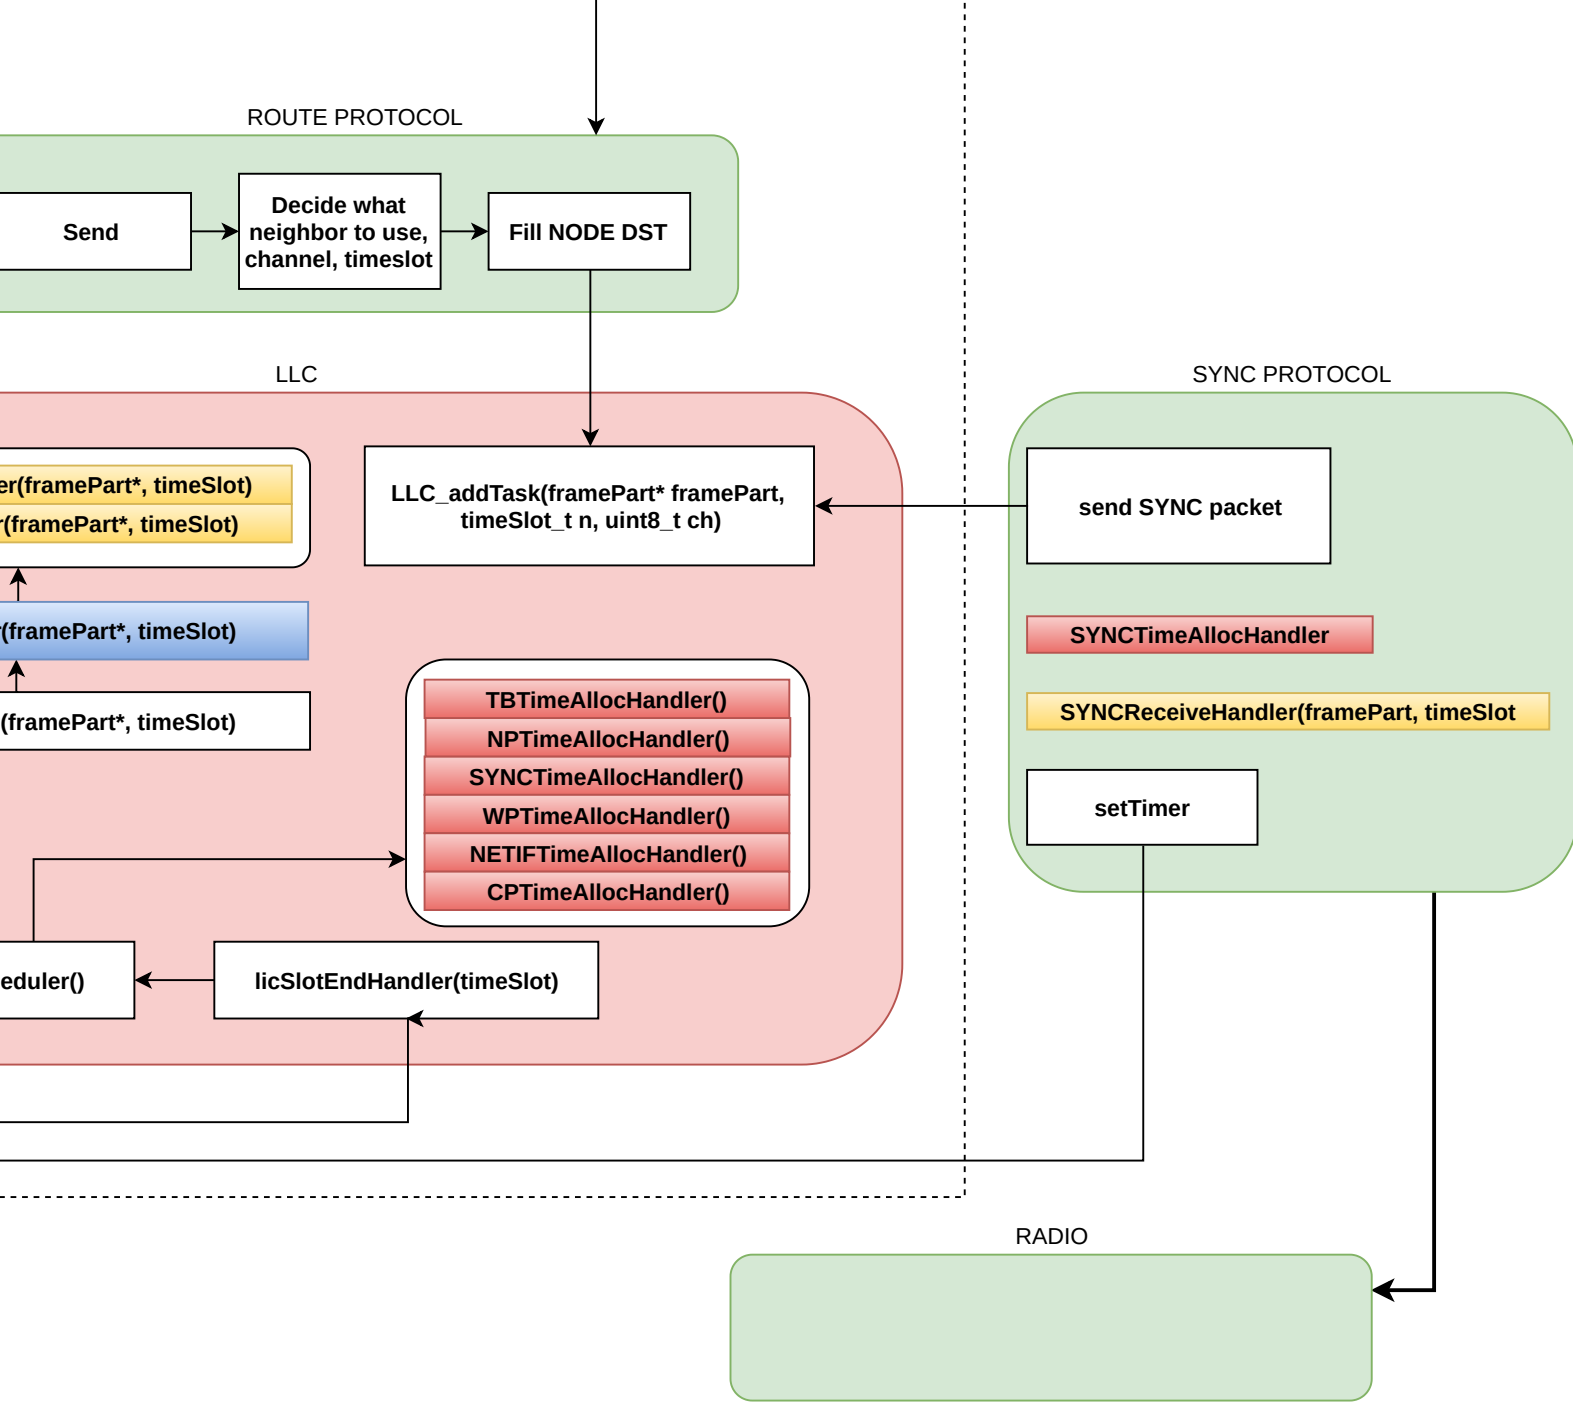 ROUTE PROTOCOL
Send
Decide what
neighbor to use,
channel, timeslot
Fill NODE DST
LLC
SYNC PROTOCOL
er(framePart*, timeSlot)
r(framePart*, timeSlot)
LLC_addTask(framePart* framePart,
timeSlot_t n, uint8_t ch)
send SYNC packet
(framePart*, timeSlot)
SYNCTimeAllocHandler
TBTimeAllocHandler()
NPTimeAllocHandler()
SYNCTimeAllocHandler()
WPTimeAllocHandler()
NETIFTimeAllocHandler()
CPTimeAllocHandler()
SYNCReceiveHandler(framePart, timeSlot
(framePart*, timeSlot)
setTimer
eduler()
licSlotEndHandler(timeSlot)
RADIO